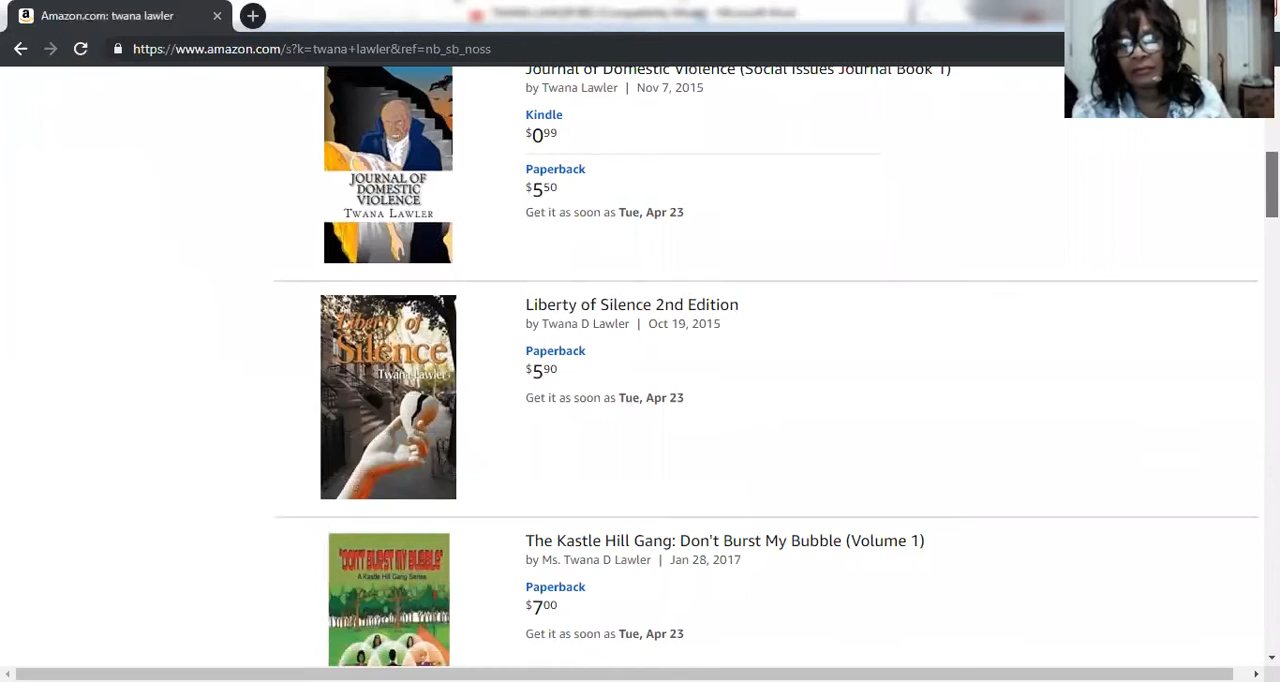 Amazon.com: twana lawler
https://www.amazon.com/s?k=twana+lawler&ref=nb_sb_noss
Journal of Domestic Violence (Social Issues Journal Book 1)
by Twana Lawler | Nov 7, 2015
Kindle
$0.99
Paperback
$5.50
Get it as soon as Tue, Apr 23
JOURNAL OF
DOMESTIC
VIOLENCE
TWANA LAWLER
Liberty of Silence 2nd Edition
by Twana D Lawler | Oct 19, 2015
Paperback
$5.90
Get it as soon as Tue, Apr 23
Liberty of
Silence
Twana Lawler
The Kastle Hill Gang: Don't Burst My Bubble (Volume 1)
by Ms. Twana D Lawler | Jan 28, 2017
Paperback
$7.00
Get it as soon as Tue, Apr 23
"DON'T BURST MY BUBBLE"
A Kastle Hill Gang Series